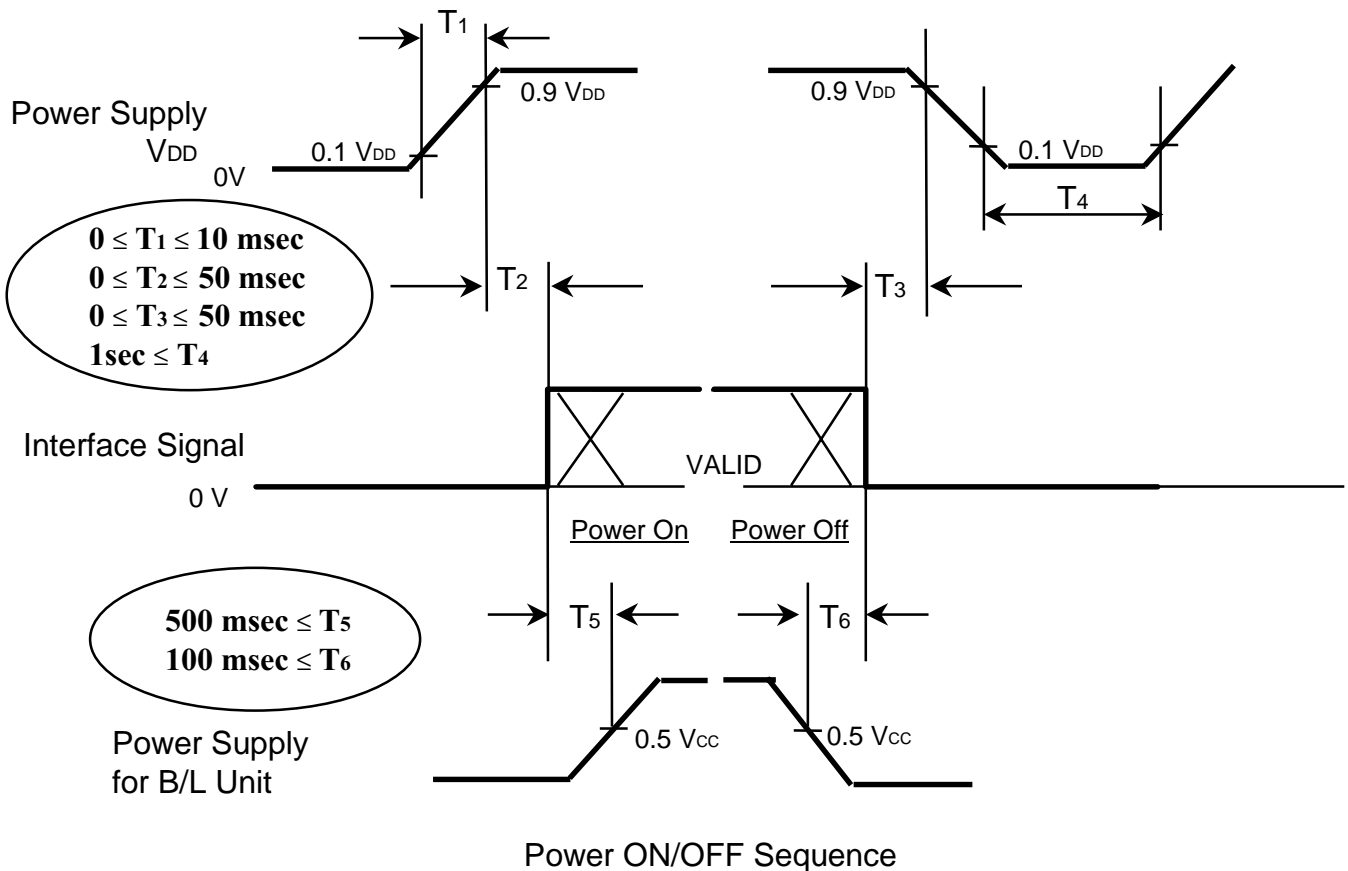 T1
0.9 VDD
0.9 VDD
Power Supply
VDD
0.1 VDD
0.1 VDD
0V
T4
0 ≤ T1 ≤ 10 msec
0 ≤ T2 ≤ 50 msec
0 ≤ T3 ≤ 50 msec
1sec ≤ T4
T2
T3
Interface Signal
VALID
0 V
Power On
Power Off
500 msec ≤ T5
100 msec ≤ T6
T5
T6
Power Supply
for B/L Unit
0.5 VCC
0.5 VCC
Power ON/OFF Sequence